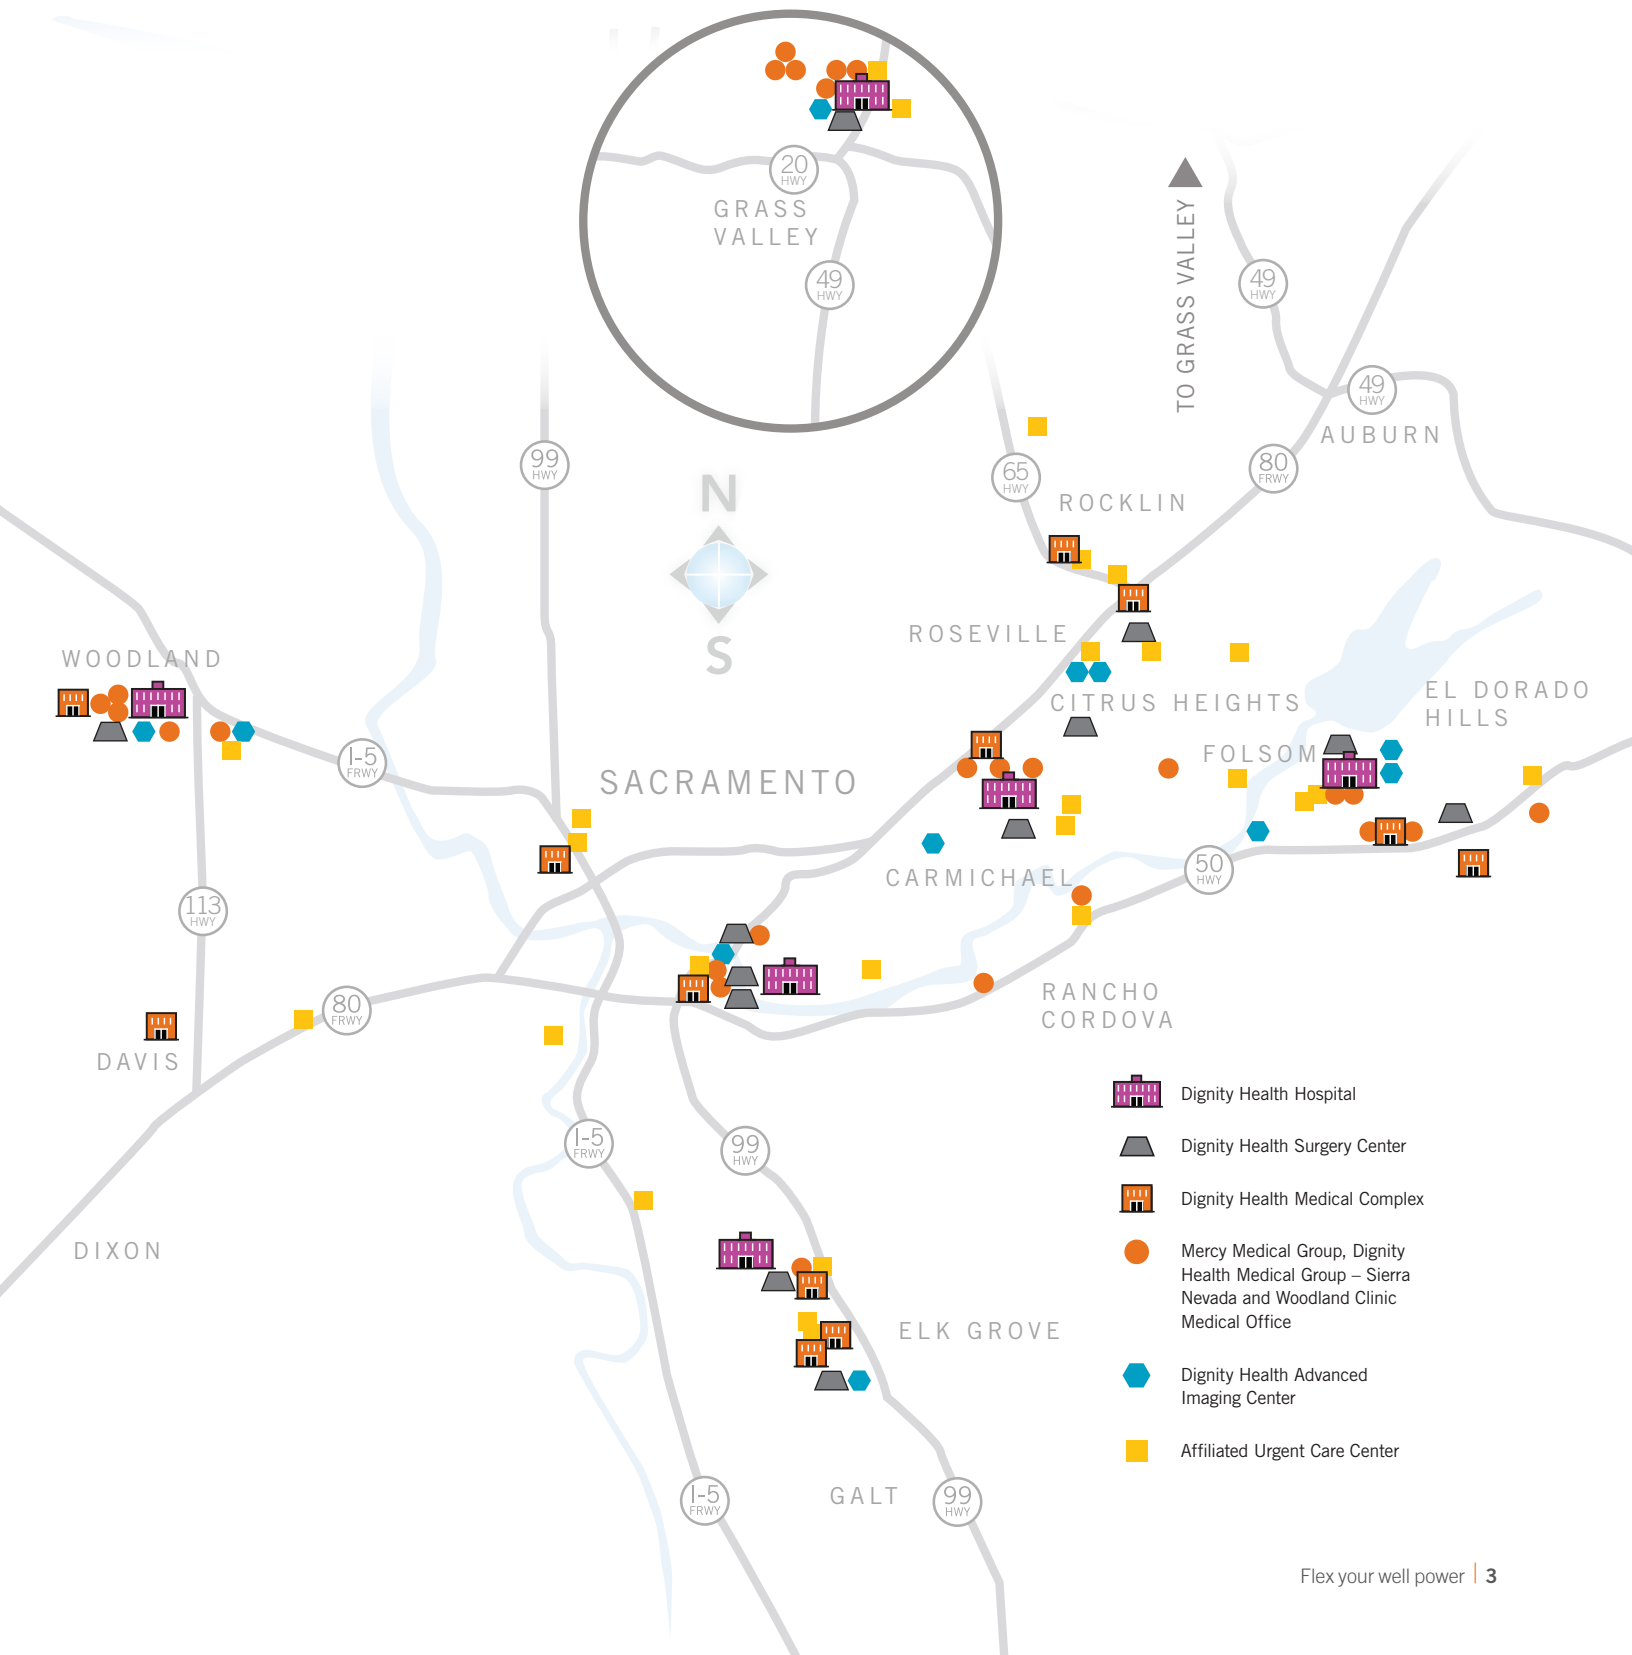 20
HWY
GRASS
VALLEY
49
HWY
TO GRASS VALLEY
49
HWY
49
HWY
AUBURN
99
HWY
65
HWY
80
FRWY
ROCKLIN
N
S
ROSEVILLE
WOODLAND
CITRUS HEIGHTS
EL DORADO
HILLS
FOLSOM
I-5
FRWY
SACRAMENTO
CARMICHAEL
50
HWY
113
HWY
RANCHO
CORDOVA
80
FRWY
DAVIS
I-5
FRWY
99
HWY
DIXON
ELK GROVE
GALT
I-5
FRWY
99
HWY
Dignity Health Hospital
Dignity Health Surgery Center
Dignity Health Medical Complex
Mercy Medical Group, Dignity
Health Medical Group – Sierra
Nevada and Woodland Clinic
Medical Office
Dignity Health Advanced
Imaging Center
Affiliated Urgent Care Center
Flex your well power | 3